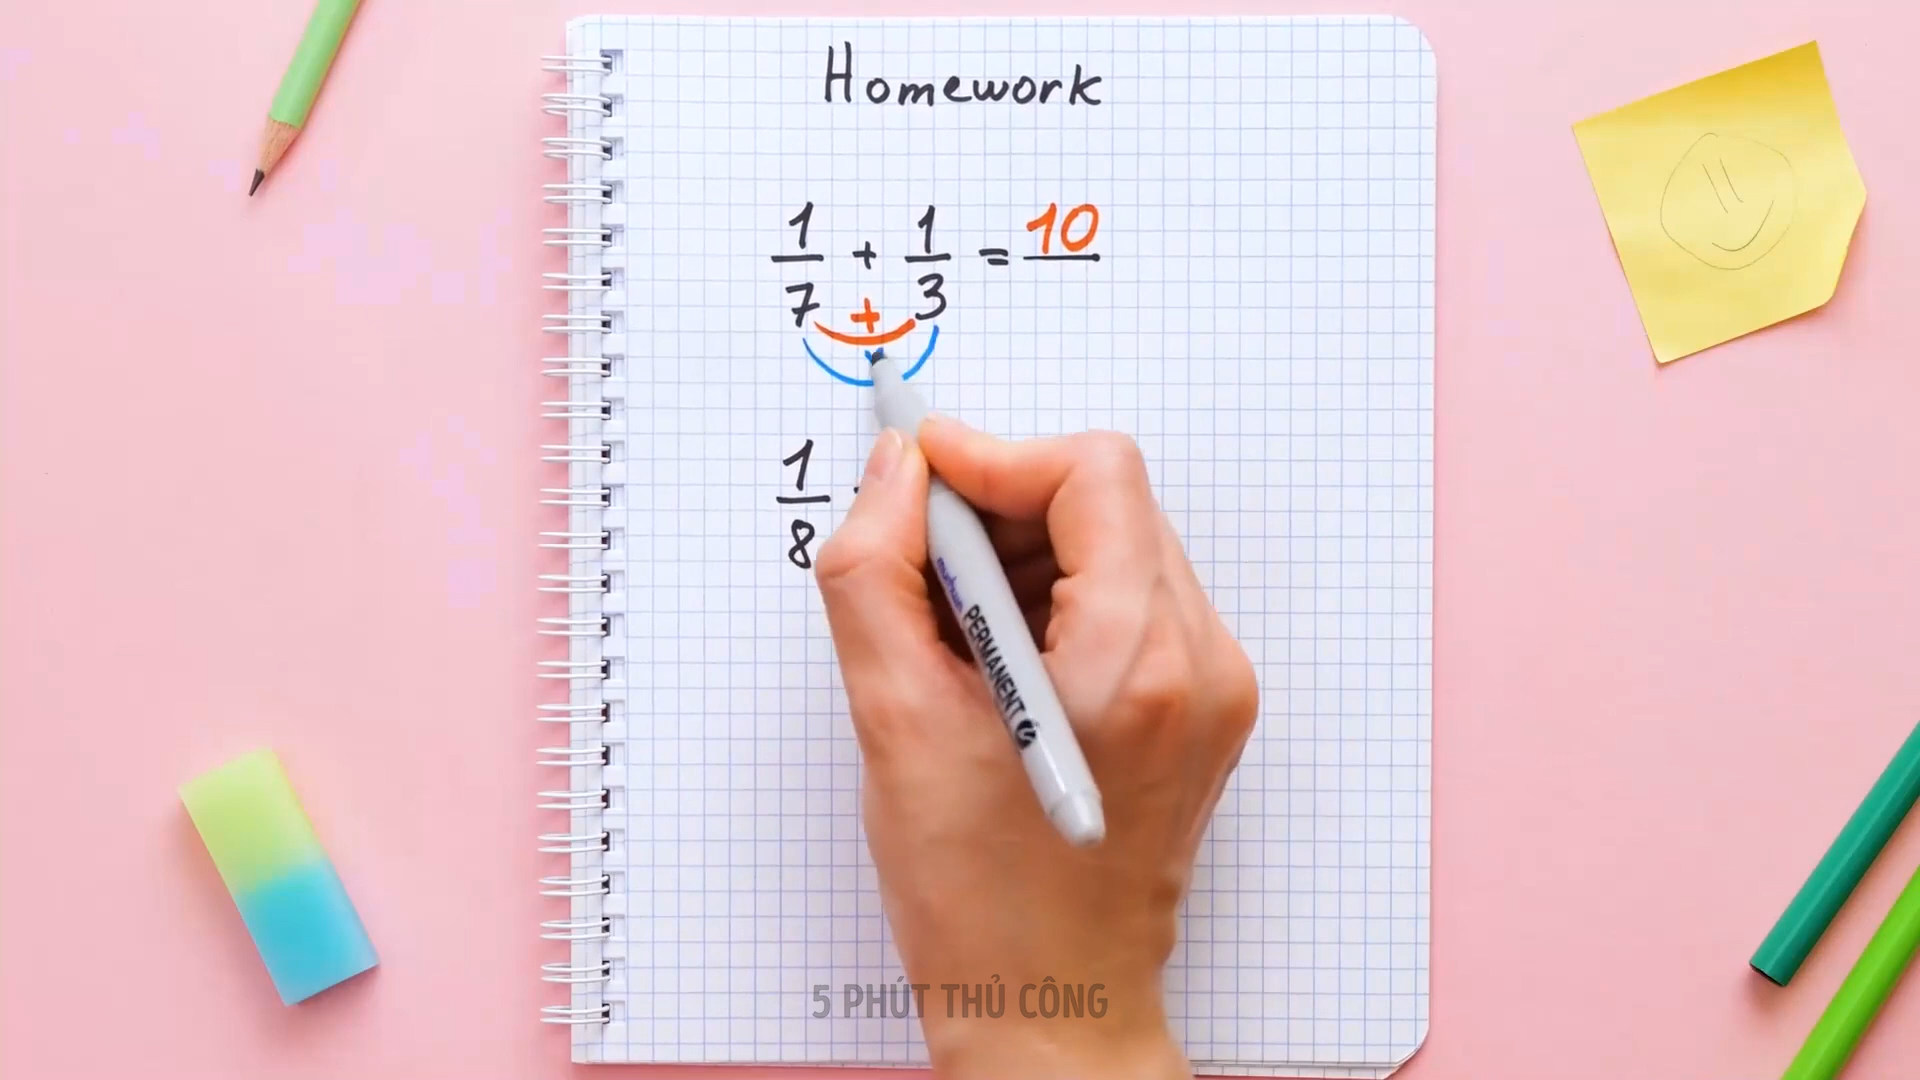 Homework
1/7 + 1/3 = 10
+
1
8
PERMANENT
5 PHÚT THỦ CÔNG